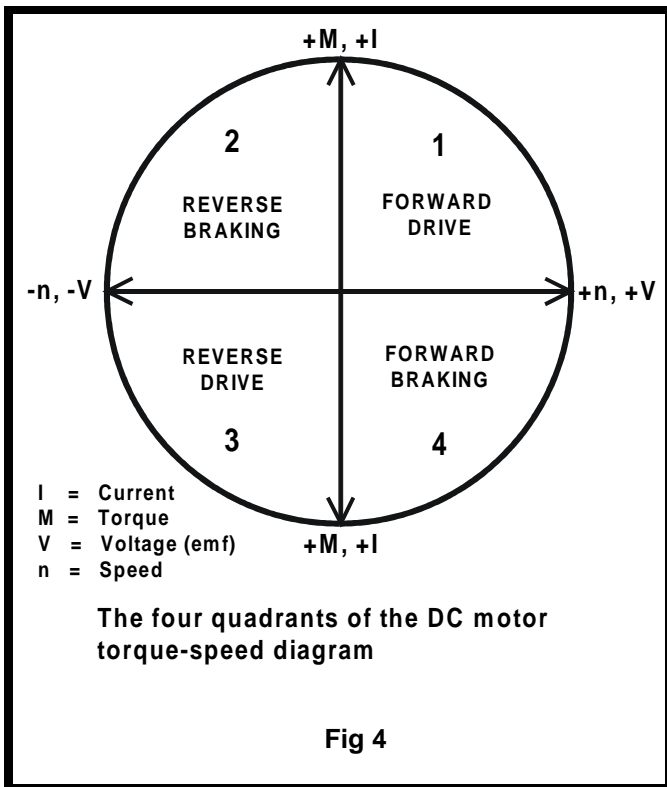 +M, +I
2
1
REVERSE
BRAKING
FORWARD
DRIVE
-n, -V
+n, +V
REVERSE
DRIVE
FORWARD
BRAKING
3
4
I = Current
M = Torque
V = Voltage (emf)
n = Speed
+M, +I
The four quadrants of the DC motor
torque-speed diagram
Fig 4